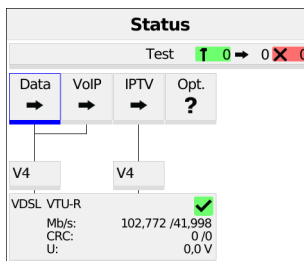 Status
Test 0 0 0
Data VoIP IPTV Opt.
?
V4 V4
VDSL VTU-R
Mb/s: 102,772 /41,998
CRC: 0 /0
U: 0,0 V